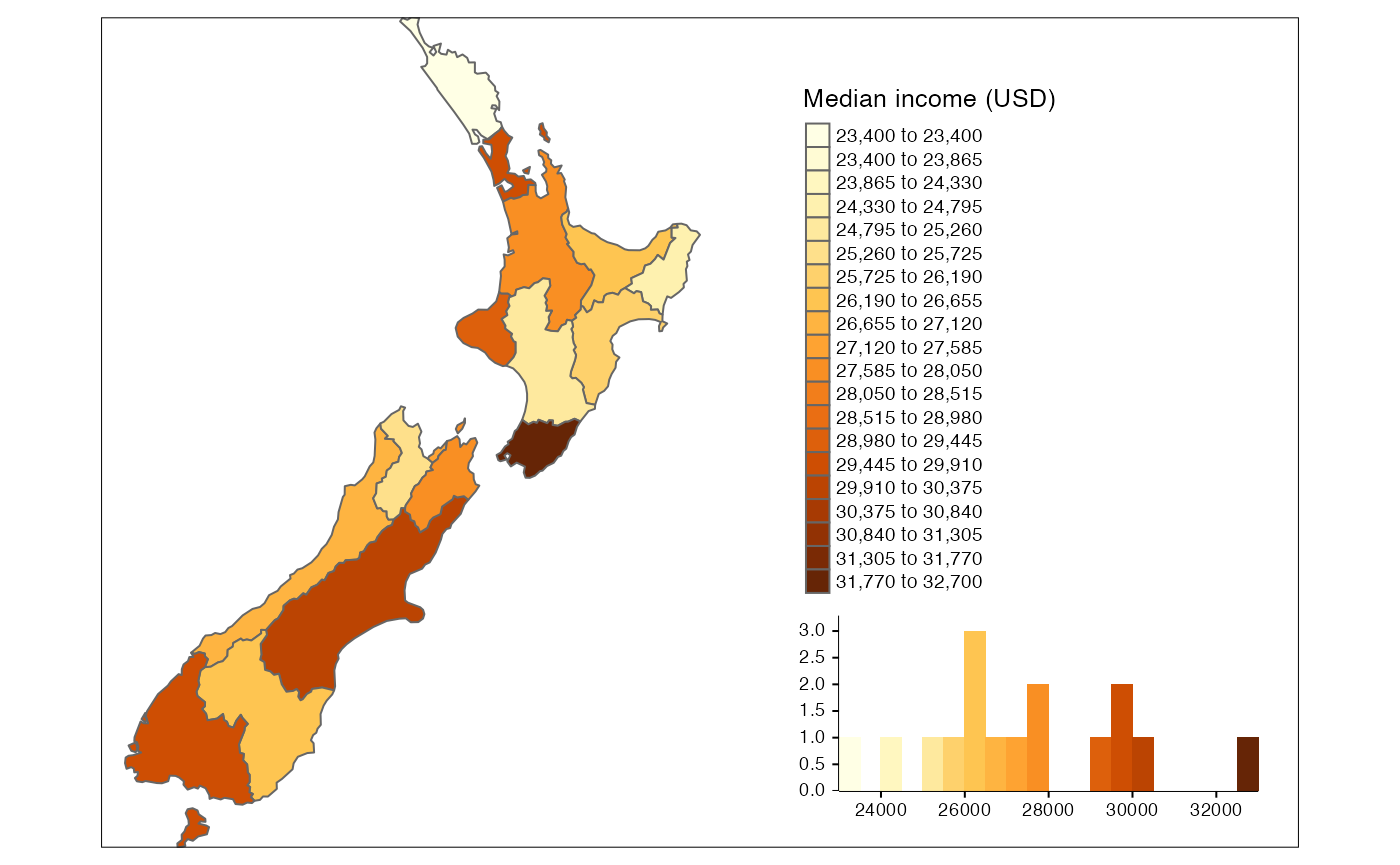 Median income (USD)
23,400 to 23,400
23,400 to 23,865
23,865 to 24,330
24,330 to 24,795
24,795 to 25,260
25,260 to 25,725
25,725 to 26,190
26,190 to 26,655
26,655 to 27,120
27,120 to 27,585
27,585 to 28,050
28,050 to 28,515
28,515 to 28,980
28,980 to 29,445
29,445 to 29,910
29,910 to 30,375
30,375 to 30,840
30,840 to 31,305
31,305 to 31,770
31,770 to 32,700
3.0
2.5
2.0
1.5
1.0
0.5
0.0
24000 26000 28000 30000 32000